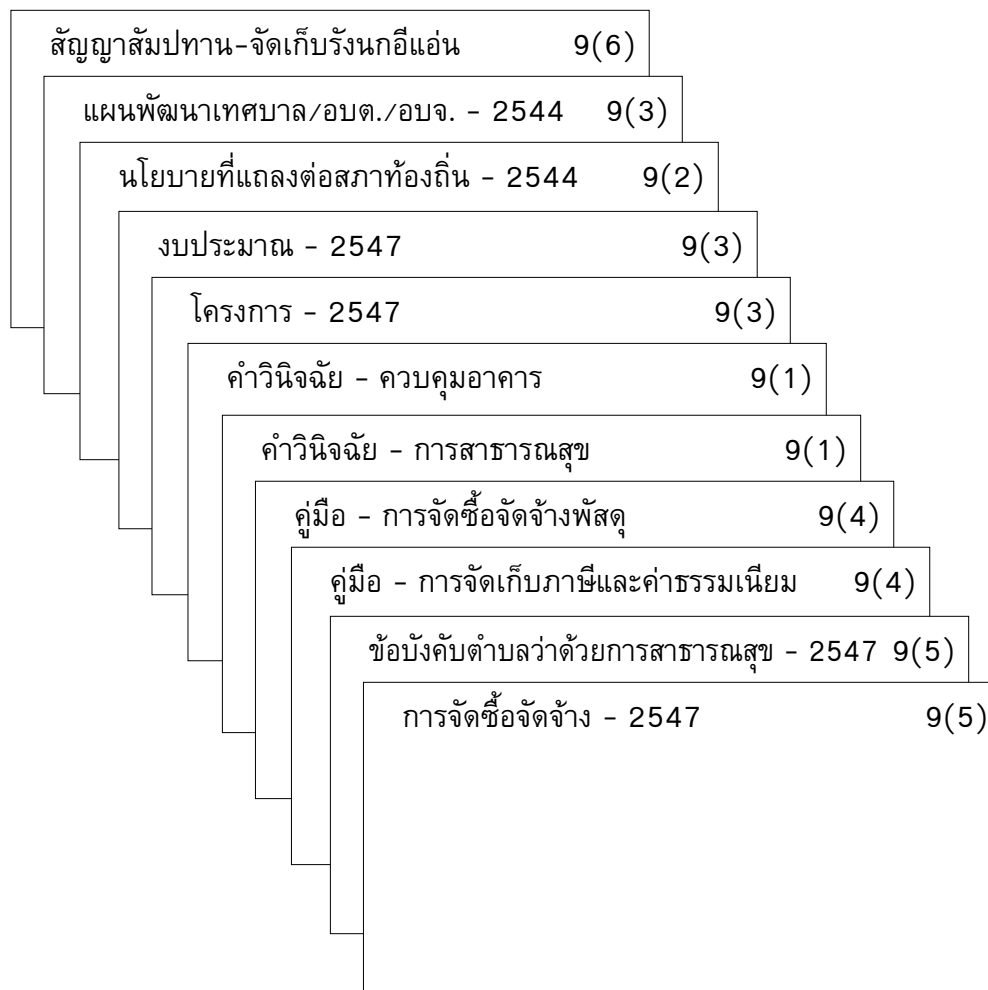 สัญญาสัมปทาน-จัดเก็บรังนกอีแอ่น 9(6)
แผนพัฒนาเทศบาล/อบต./อบจ. - 2544 9(3)
นโยบายที่แถลงต่อสภาท้องถิ่น - 2544 9(2)
งบประมาณ - 2547 9(3)
โครงการ - 2547 9(3)
คำวินิจฉัย - ควบคุมอาคาร 9(1)
คำวินิจฉัย - การสาธารณสุข 9(1)
คู่มือ - การจัดซื้อจัดจ้างพัสดุ 9(4)
คู่มือ - การจัดเก็บภาษีและค่าธรรมเนียม 9(4)
ข้อบังคับตำบลว่าด้วยการสาธารณสุข - 2547 9(5)
การจัดซื้อจัดจ้าง - 2547 9(5)